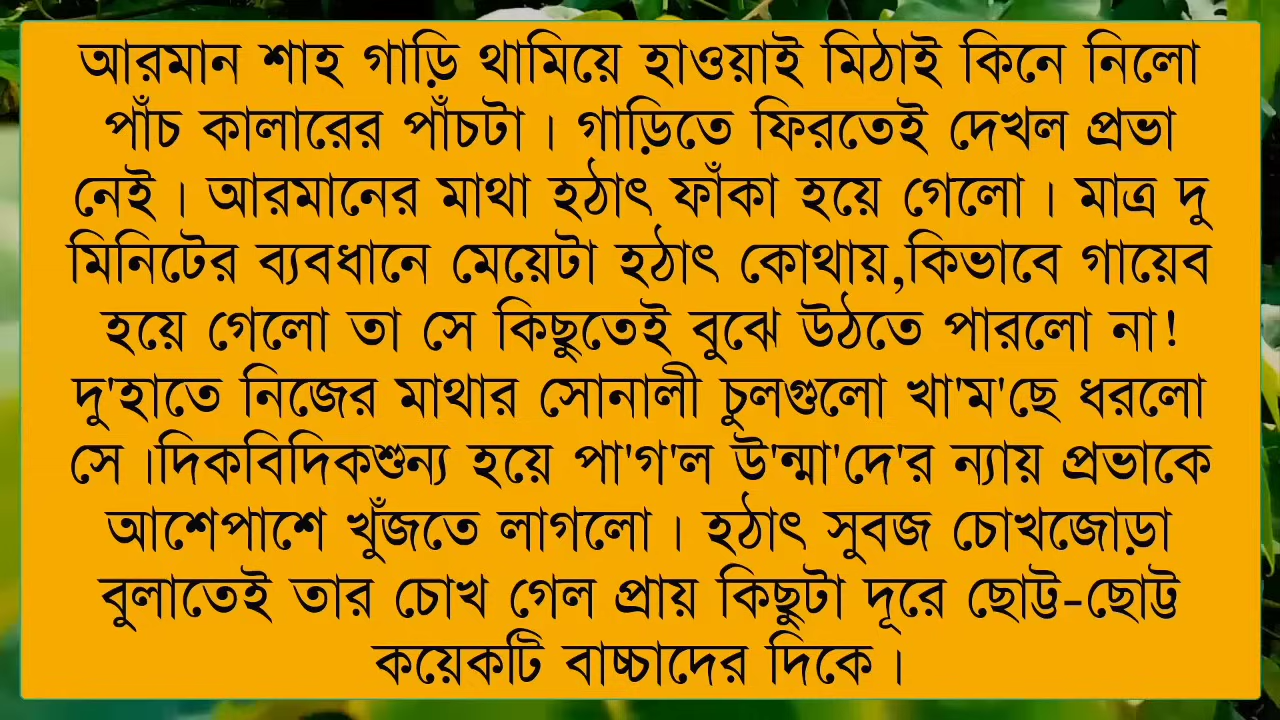 আরমান শাহ গাড়ি থামিয়ে হাওয়াই মিঠাই কিনে নিলো
পাঁচ কালারের পাঁচটা। গাড়িতে ফিরতেই দেখল প্রভা
নেই। আরমানের মাথা হঠাৎ ফাঁকা হয়ে গেলো। মাত্র দু
মিনিটের ব্যবধানে মেয়েটা হঠাৎ কোথায়,কিভাবে গায়েব
হয়ে গেলো তা সে কিছুতেই বুঝে উঠতে পারলো না!
দু'হাতে নিজের মাথার সোনালী চুলগুলো খা'ম'ছে ধরলো
সে।দিকবিদিকশুন্য হয়ে পা'গ'ল উ'ন্মা'দে'র ন্যায় প্রভাকে
আশেপাশে খুঁজতে লাগলো। হঠাৎ সুবজ চোখজোড়া
বুলাতেই তার চোখ গেল প্রায় কিছুটা দূরে ছোট্ট-ছোট্ট
কয়েকটি বাচ্চাদের দিকে।